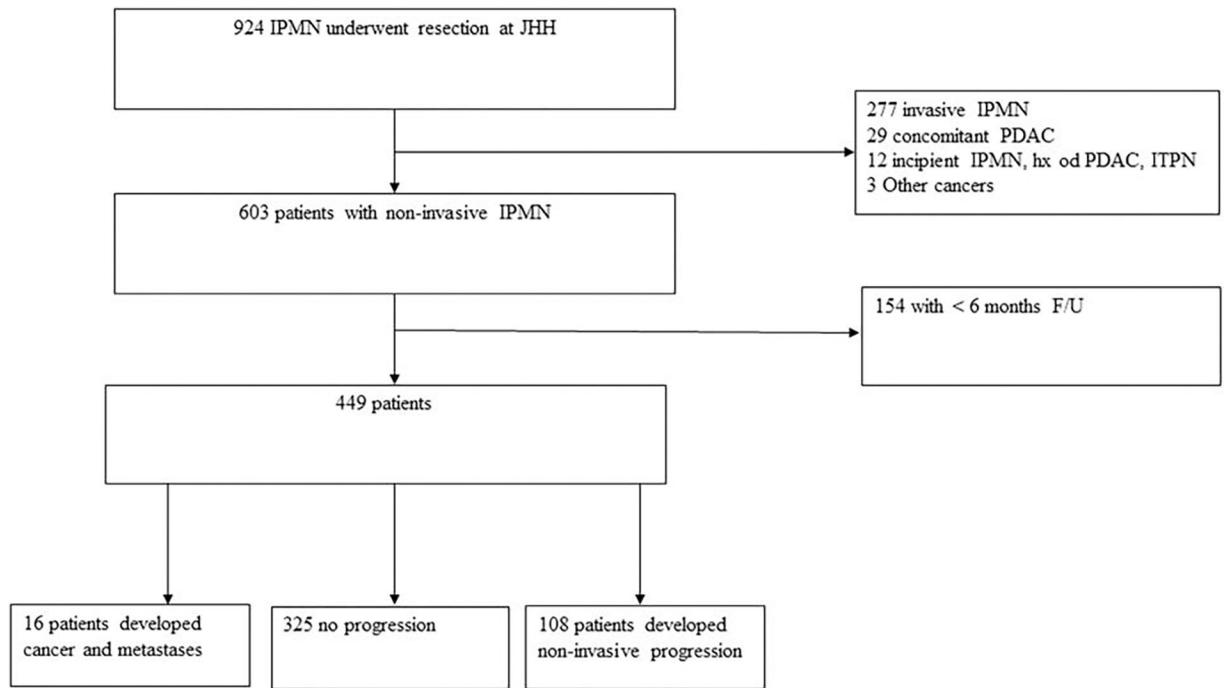 924 IPMN underwent resection at JHH
277 invasive IPMN
29 concomitant PDAC
12 incipient IPMN, hx od PDAC, ITPN
3 Other cancers
603 patients with non-invasive IPMN
154 with < 6 months F/U
449 patients
16 patients developed
cancer and metastases
325 no progression
108 patients developed
non-invasive progression